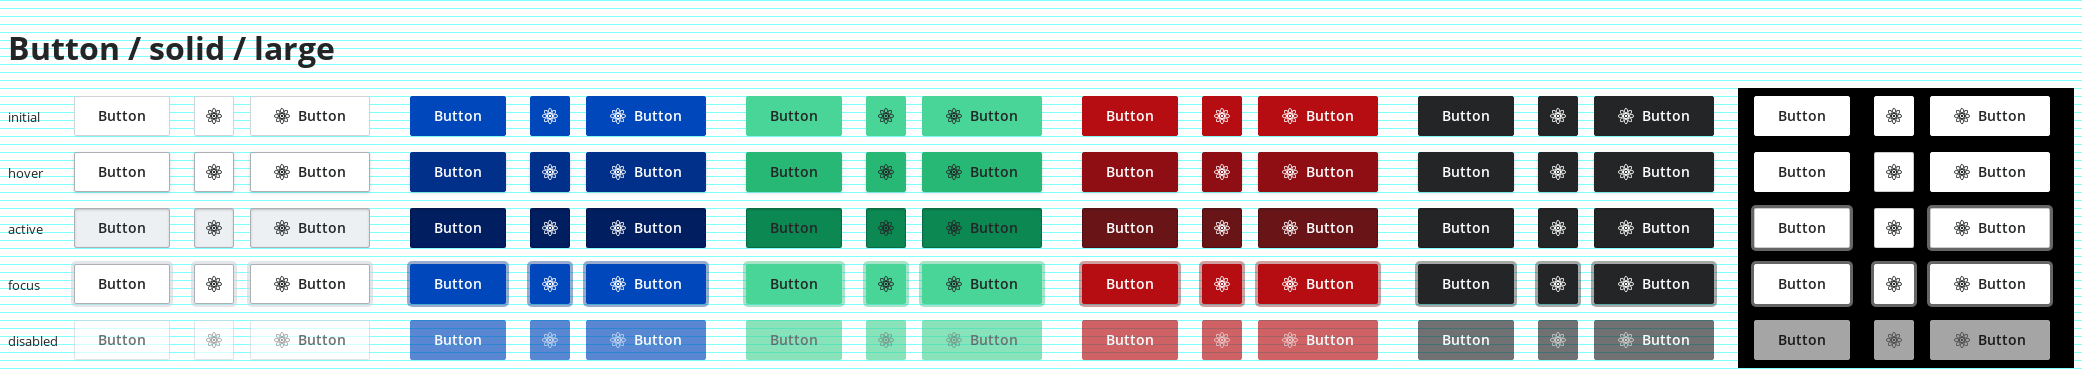 Button / solid / large
initial Button Button Button Button Button Button Button Button Button Button Button Button
hover Button Button Button Button Button Button Button Button Button Button Button Button
active Button Button Button Button Button Button Button Button Button Button Button Button
focus Button Button Button Button Button Button Button Button Button Button Button Button
disabled Button Button Button Button Button Button Button Button Button Button Button Button